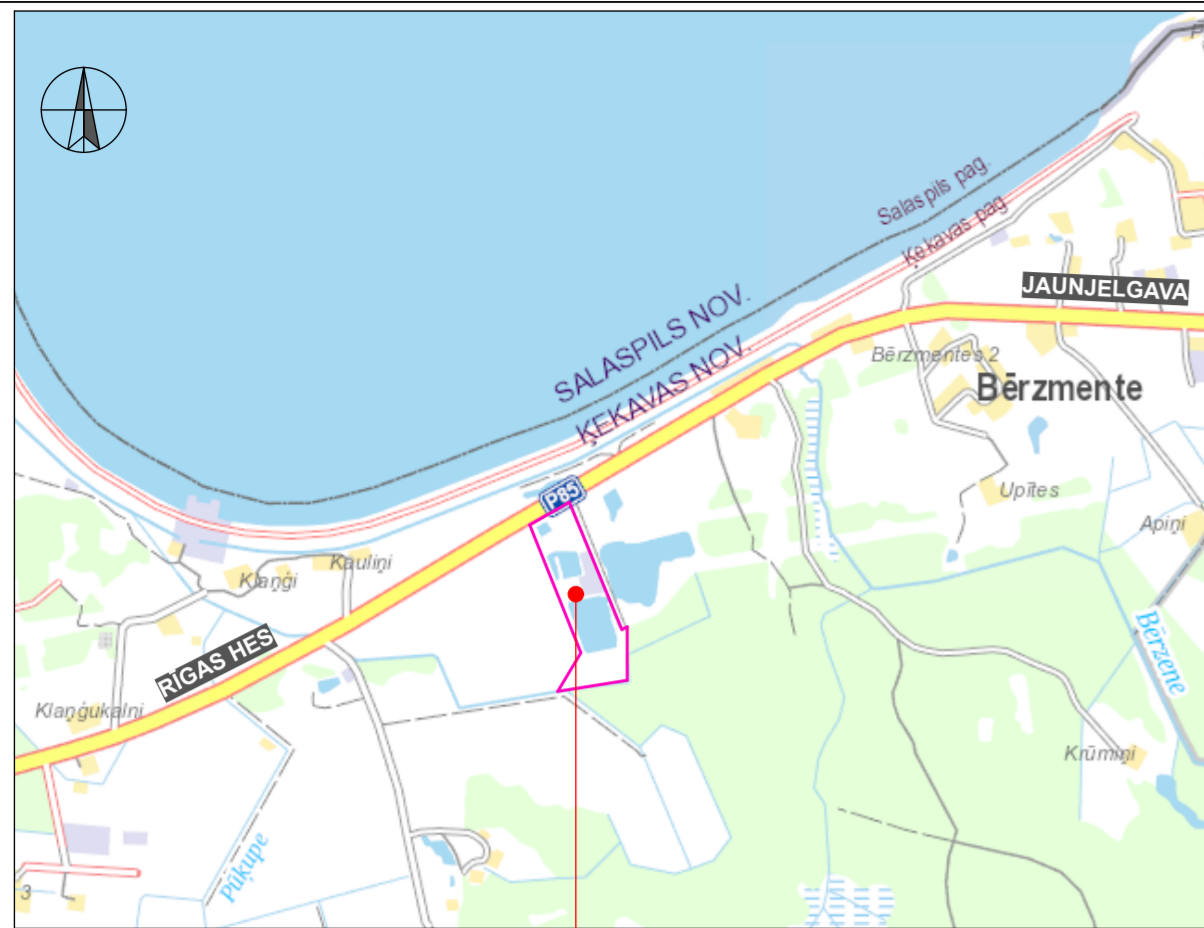 Salaspils pag.
Ķekavas pag
JAUNJELGAVA
SALASPILS NOV.
ĶEKAVAS NOV.
Bērzmentes 2
Bērzmente
P85
Upītes
Apiņi
Kauliņi
Klaņģi
Bērzene
RĪGAS HES
Klaņģukalni
Krūmiņi
Pūķupe
3